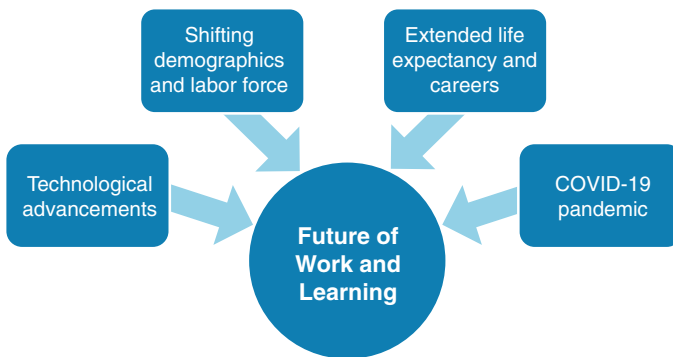 Shifting
demographics
and labor force
Extended life
expectancy and
careers
Technological
advancements
COVID-19
pandemic
Future of
Work and
Learning